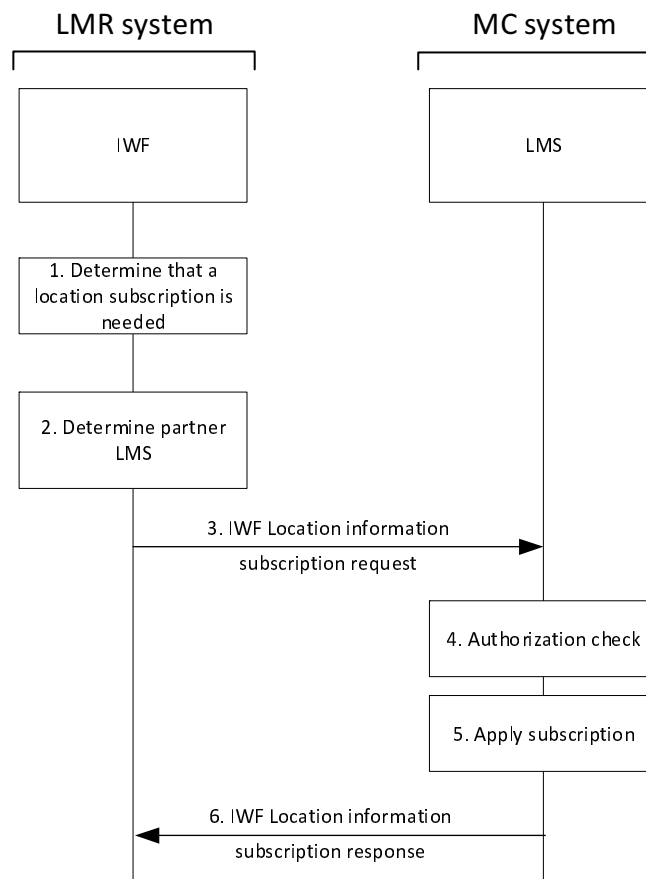 LMR system
MC system
IWF
LMS
1. Determine that a
location subscription is
needed
2. Determine partner
LMS
3. IWF Location information
subscription request
4. Authorization check
5. Apply subscription
6. IWF Location information
subscription response